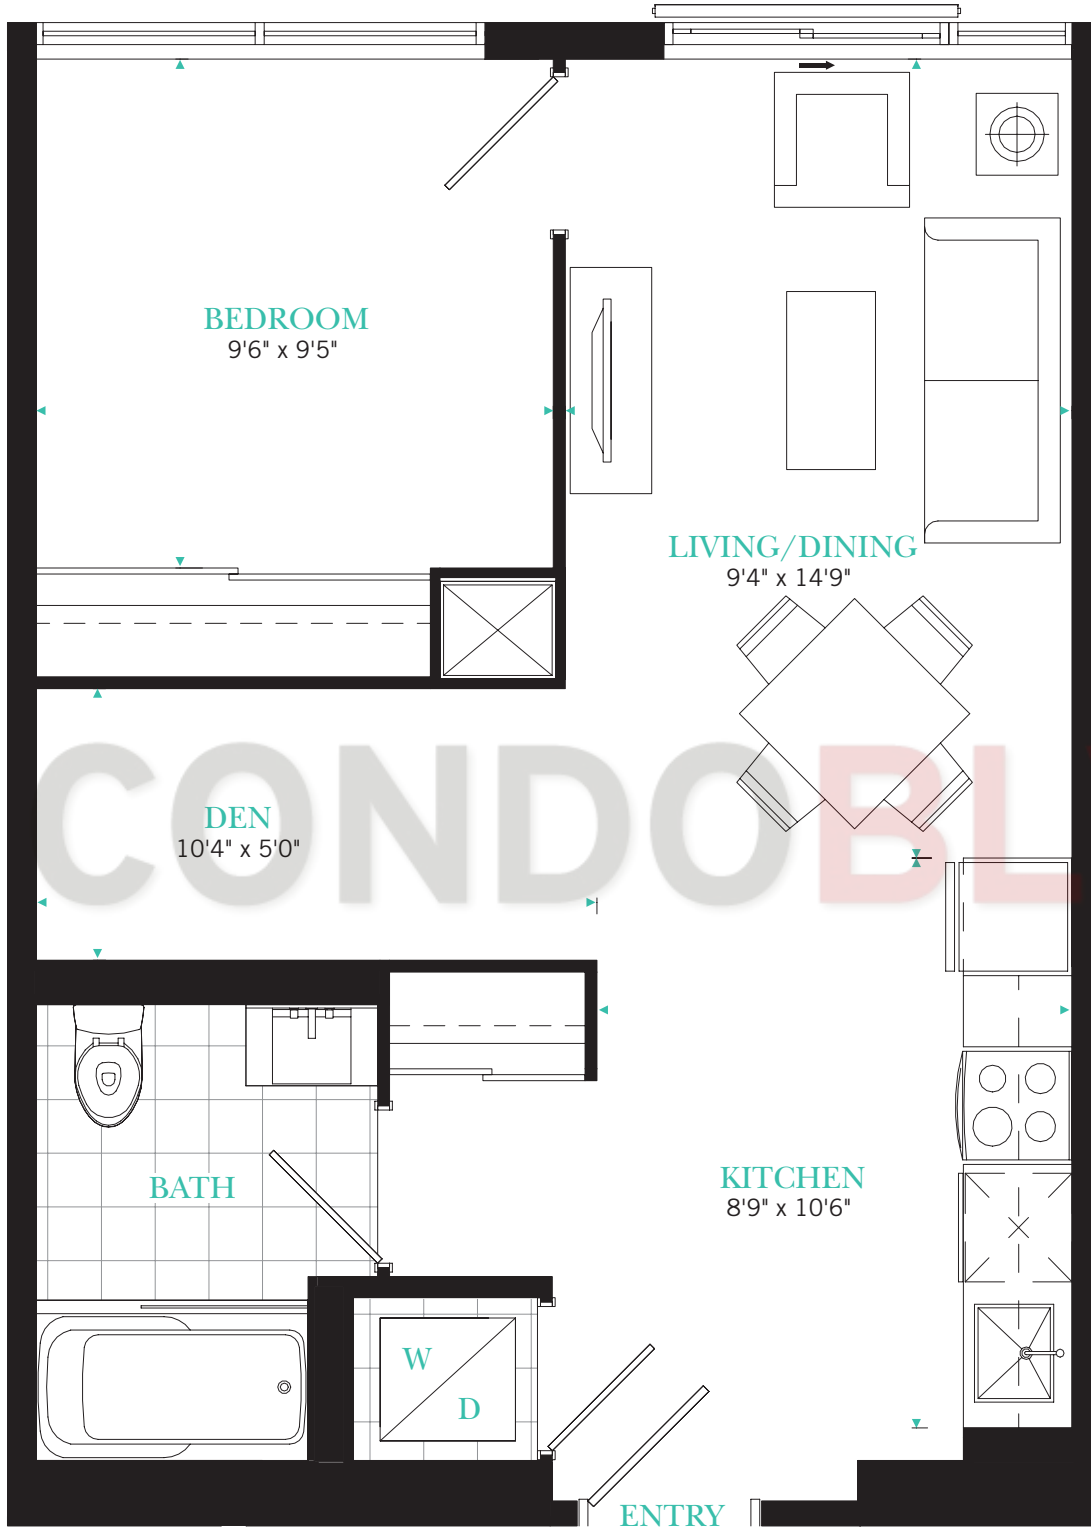 BEDROOM
9'6" x 9'5"
LIVING/DINING
9'4" x 14'9"
CONDOBL
DEN
10'4" x 5'0"
BATH
KITCHEN
8'9" x 10'6"
W
D
ENTRY